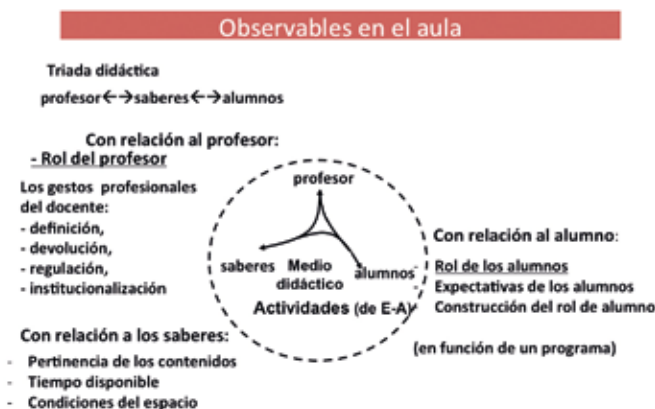 Observables en el aula
Triada didáctica
profesor←→saberes←→alumnos
Con relación al profesor:
- Rol del profesor
Los gestos profesionales
del docente:
- definición,
- devolución,
- regulación,
- institucionalización
profesor
saberes
Medio
didáctico
alumnos
Actividades (de E-A)
Con relación al alumno:
- Rol de los alumnos
- Expectativas de los alumnos
- Construcción del rol de alumno
(en función de un programa)
Con relación a los saberes:
- Pertinencia de los contenidos
- Tiempo disponible
- Condiciones del espacio